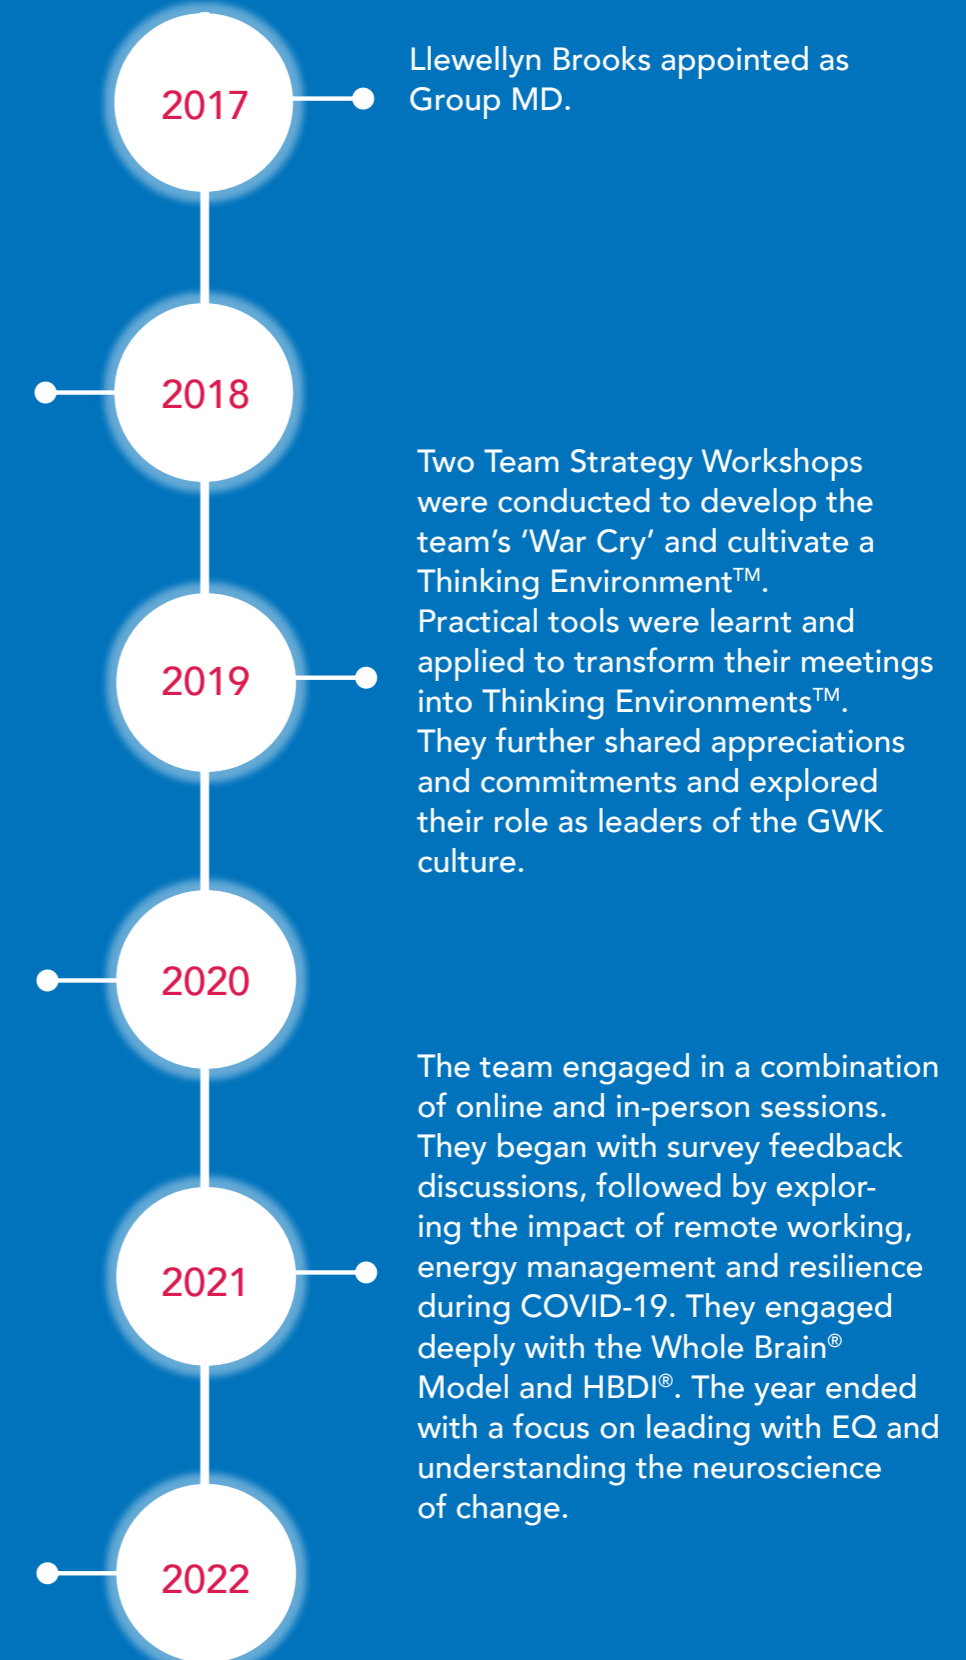 2017
Llewellyn Brooks appointed as
Group MD.
2018
Two Team Strategy Workshops
were conducted to develop the
team’s ‘War Cry’ and cultivate a
Thinking Environment™.
Practical tools were learnt and
applied to transform their meetings
into Thinking Environments™.
They further shared appreciations
and commitments and explored
their role as leaders of the GWK
culture.
2019
2020
The team engaged in a combination
of online and in-person sessions.
They began with survey feedback
discussions, followed by explor-
ing the impact of remote working,
energy management and resilience
during COVID-19. They engaged
deeply with the Whole Brain®
Model and HBDI®. The year ended
with a focus on leading with EQ and
understanding the neuroscience
of change.
2021
2022